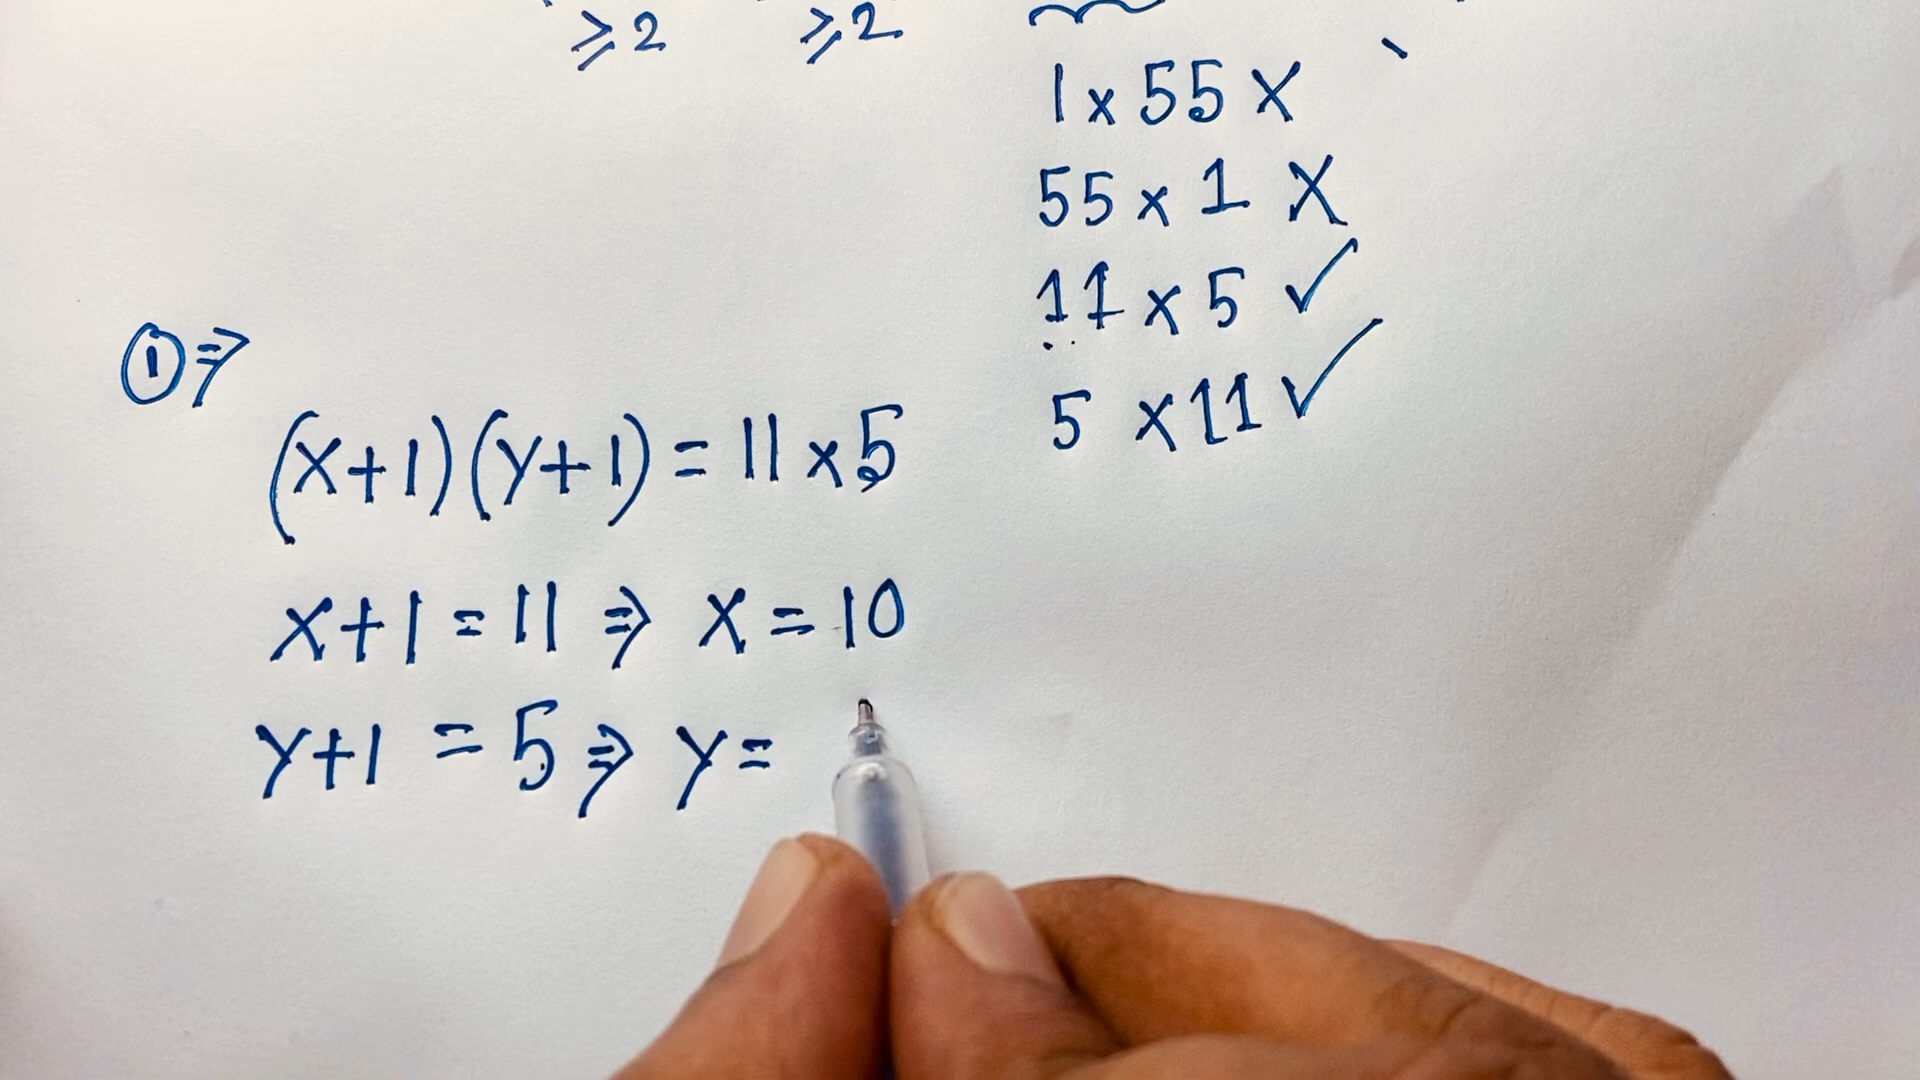 ≥2 ≥2
1 x 55 X
55 x 1 X
11 x 5 ✓
5 x 11 ✓
① ⇒
(x+1)(y+1) = 11 x 5
x+1 = 11 ⇒ x = 10
y+1 = 5 ⇒ y =